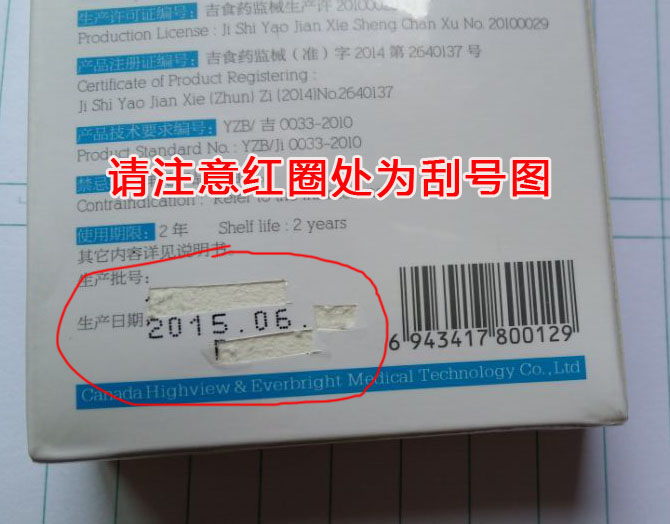 生产许可证编号: 吉食药监械生产许 20100029
Production License : Ji Shi Yao Jian Xie Sheng Chan Xu No. 20100029
产品注册证编号: 吉食药监械(准)字 2014 第 2640137 号
Certificate of Product Registering :
Ji Shi Yao Jian Xie (Zhun) Zi (2014)No.2640137
产品技术要求编号: YZB/ 吉 0033-2010
Product Standard No. : YZB/Ji 0033-2010
请注意红圈处为刮号图
Contraindication : Refer to the
使用期限: 2 年 Shelf life : 2 years
其它内容详见说明书。
生产批号:
生产日期:
2015.06.
6 943417 800129
Canada Highview & Everbright Medical Technology Co.,Ltd